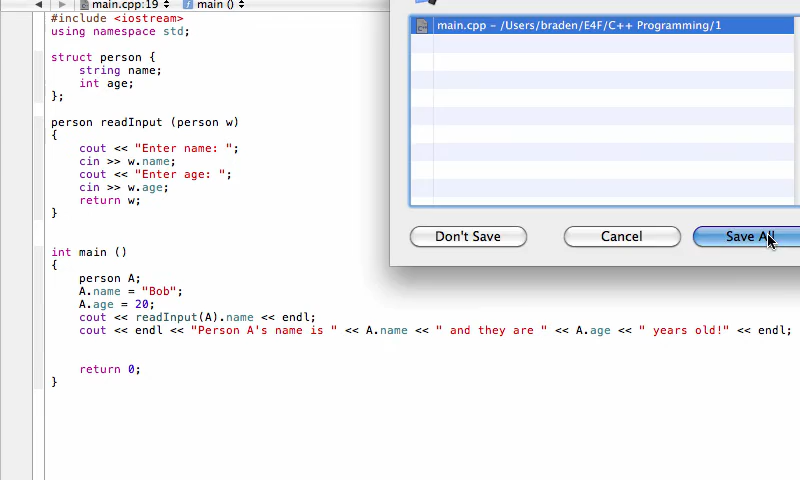 main.cpp:19 main ()
#include <iostream>
using namespace std;
struct person {
string name;
int age;
};
person readInput (person w)
{
cout << "Enter name: ";
cin >> w.name;
cout << "Enter age: ";
cin >> w.age;
return w;
}
int main ()
{
person A;
A.name = "Bob";
A.age = 20;
cout << readInput(A).name << endl;
cout << endl << "Person A's name is " << A.name << " and they are " << A.age << " years old!" << endl;
return 0;
}
main.cpp – /Users/braden/E4F/C++ Programming/1
Don't Save Cancel Save All